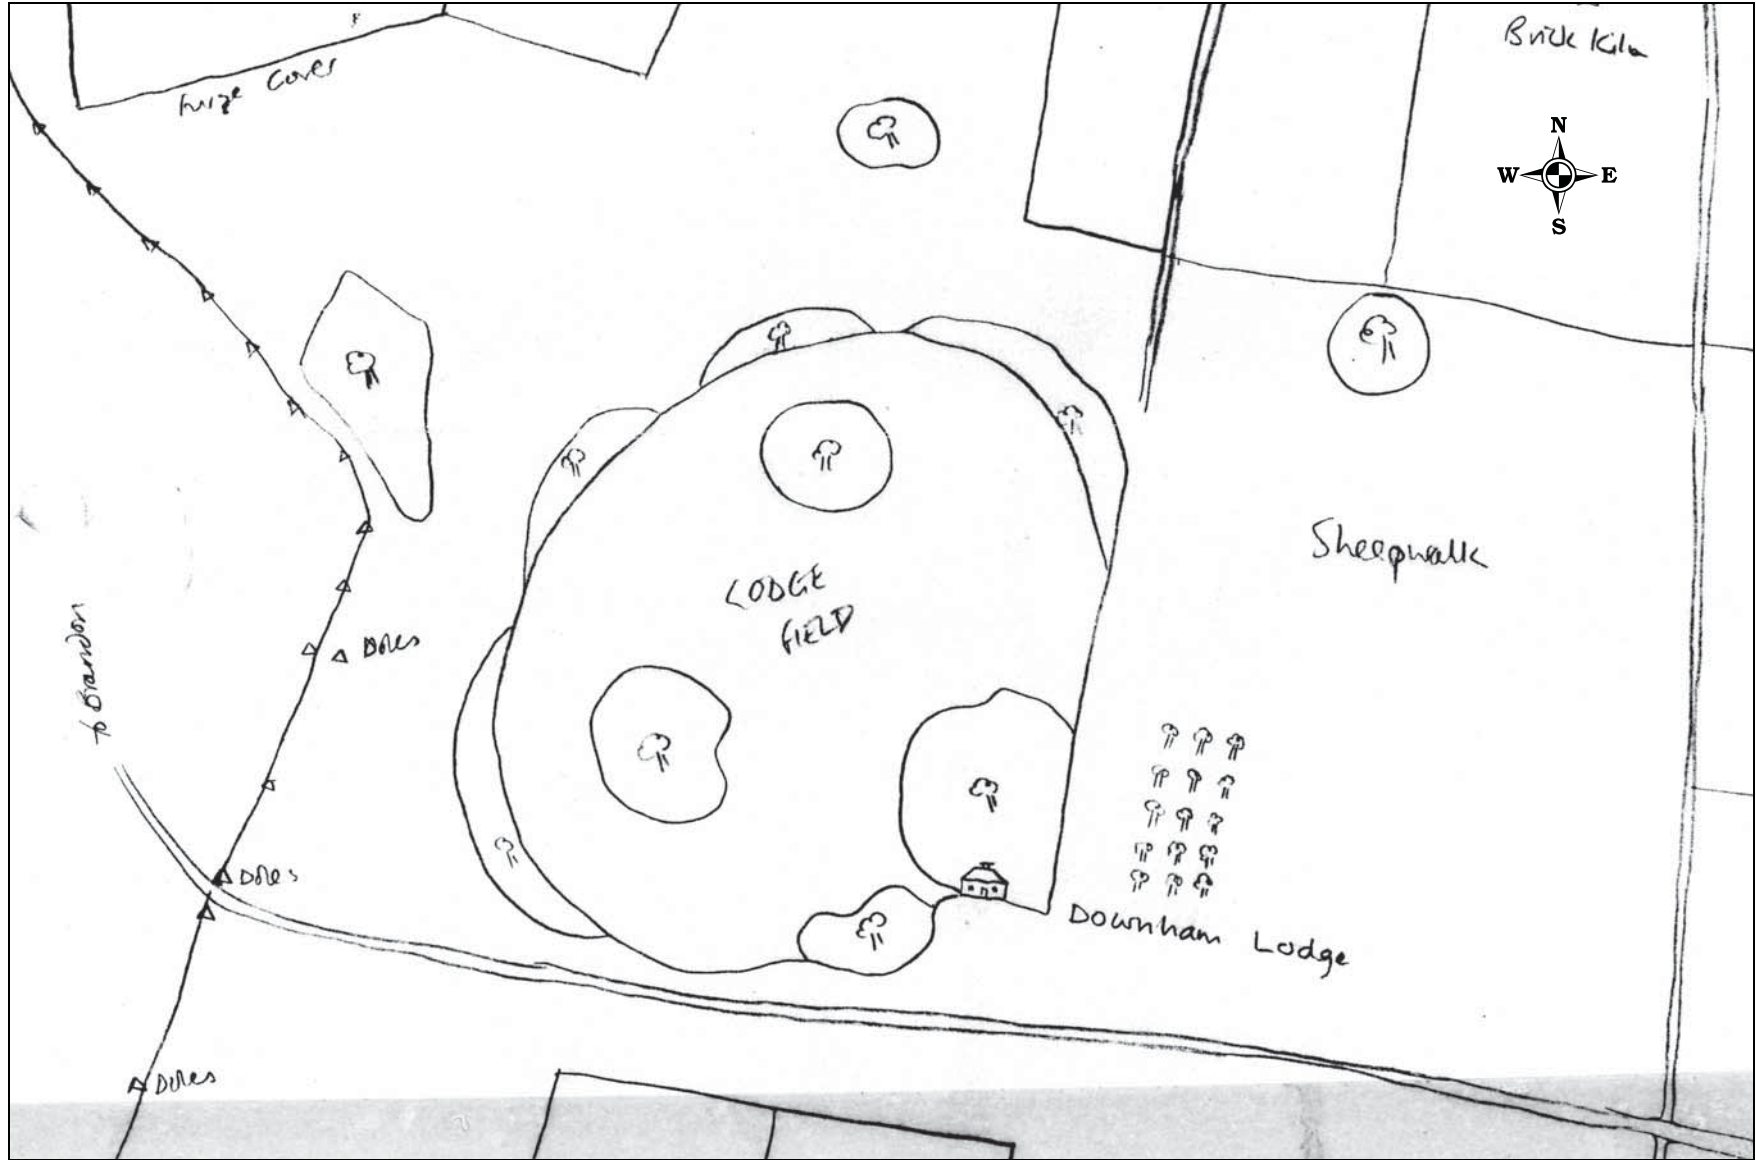 F
Furze Cover
Brick Kiln
N
W E
S
Sheepwalk
LODGE
FIELD
to Brandon
Doles
Doles
Downham Lodge
Doles